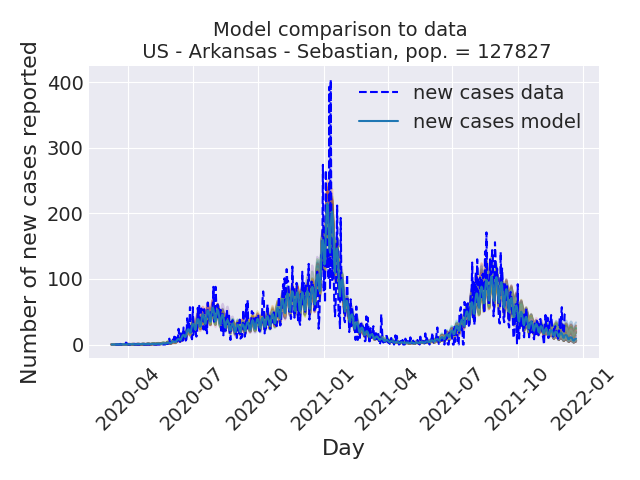 Model comparison to data
US - Arkansas - Sebastian, pop. = 127827
Number of new cases reported
400
300
200
100
0
new cases data
new cases model
2020-04
2020-07
2020-10
2021-01
2021-04
2021-07
2021-10
2022-01
Day